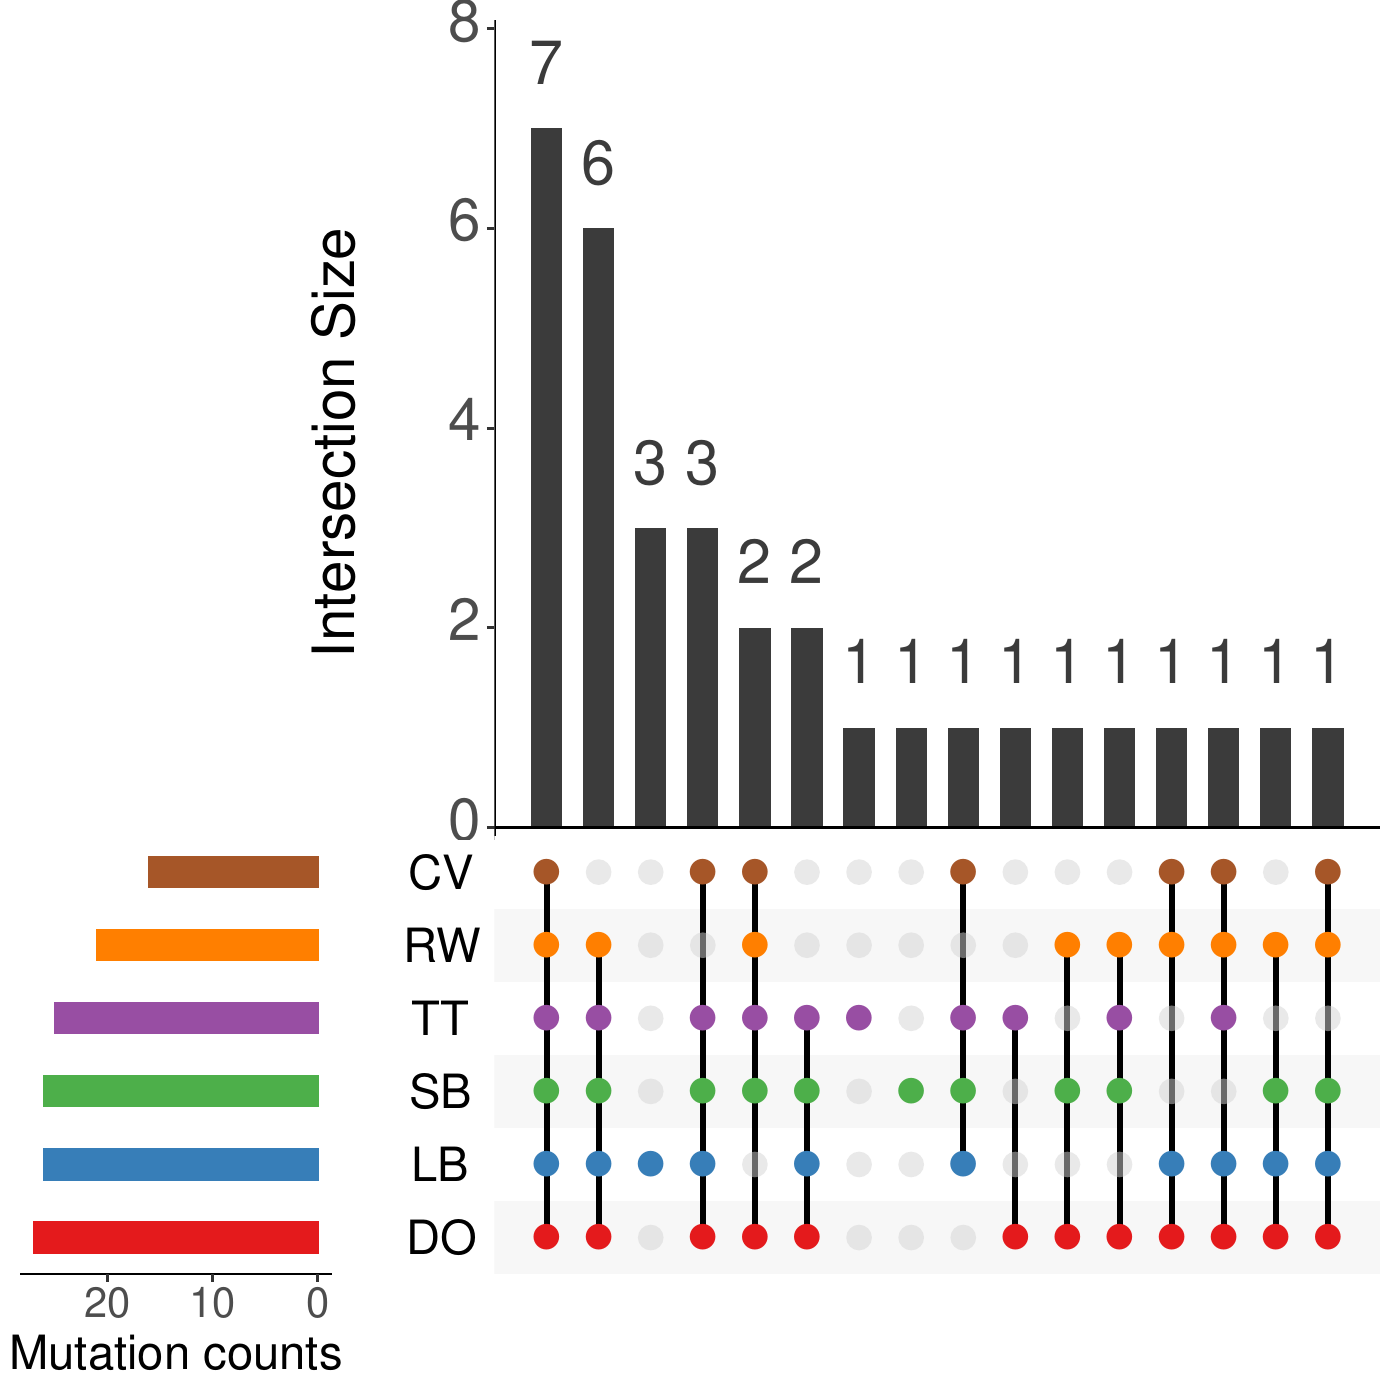 8
7
6
6
4
3 3
2
2 2
1 1 1 1 1 1 1 1 1 1
0
Intersection Size
CV
RW
TT
SB
LB
DO
20 10 0
Mutation counts